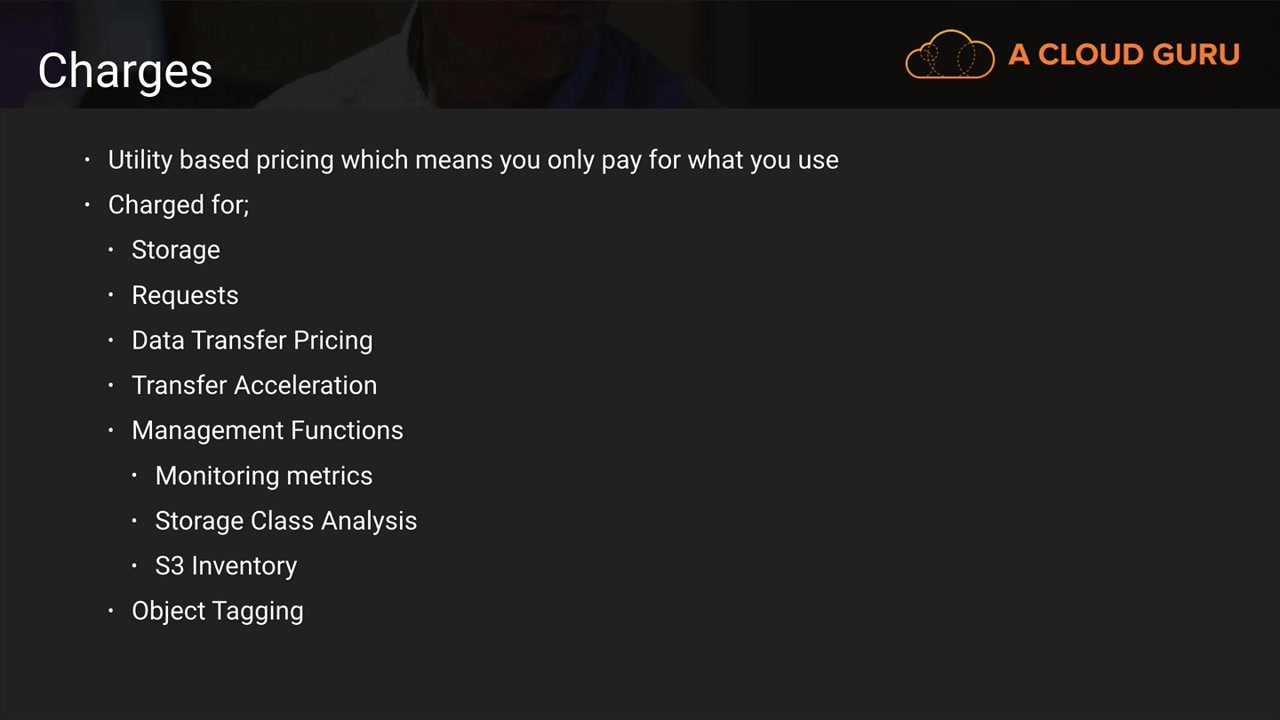 Charges
A CLOUD GURU
· Utility based pricing which means you only pay for what you use
· Charged for;
· Storage
· Requests
· Data Transfer Pricing
· Transfer Acceleration
· Management Functions
· Monitoring metrics
· Storage Class Analysis
· S3 Inventory
· Object Tagging